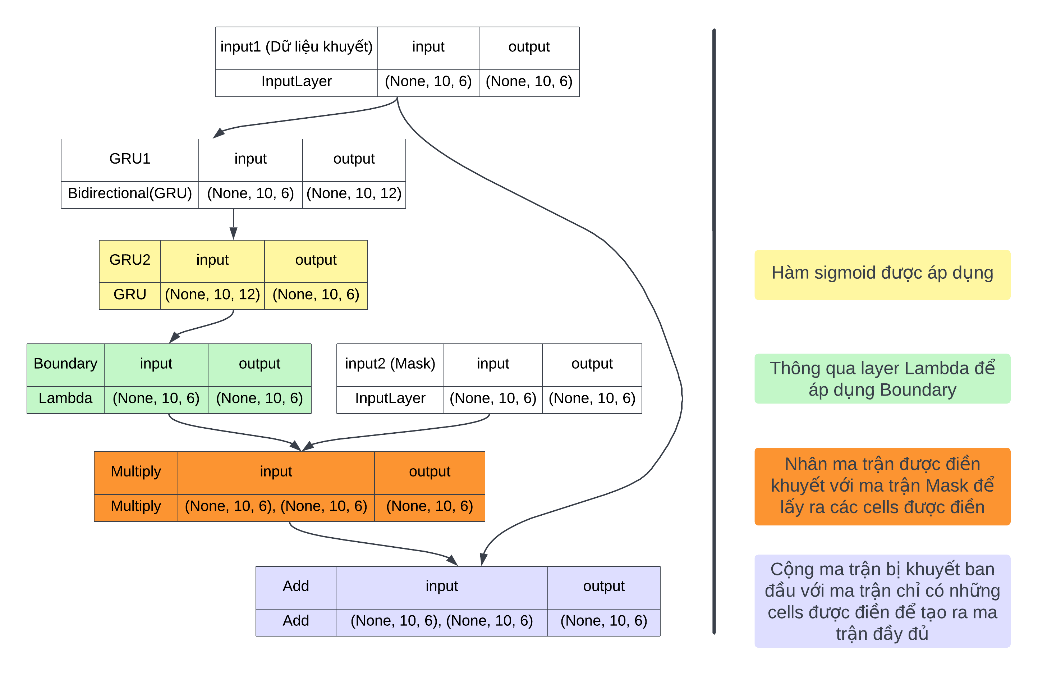 input1 (Dữ liệu khuyết) input output
InputLayer (None, 10, 6) (None, 10, 6)
GRU1 input output
Bidirectional(GRU) (None, 10, 6) (None, 10, 12)
GRU2 input output
GRU (None, 10, 12) (None, 10, 6)
Boundary input output
Lambda (None, 10, 6) (None, 10, 6)
input2 (Mask) input output
InputLayer (None, 10, 6) (None, 10, 6)
Multiply input output
Multiply (None, 10, 6), (None, 10, 6) (None, 10, 6)
Add input output
Add (None, 10, 6), (None, 10, 6) (None, 10, 6)
Hàm sigmoid được áp dụng
Thông qua layer Lambda để
áp dụng Boundary
Nhân ma trận được điền
khuyết với ma trận Mask để
lấy ra các cells được điền
Cộng ma trận bị khuyết ban
đầu với ma trận chỉ có những
cells được điền để tạo ra ma
trận đầy đủ